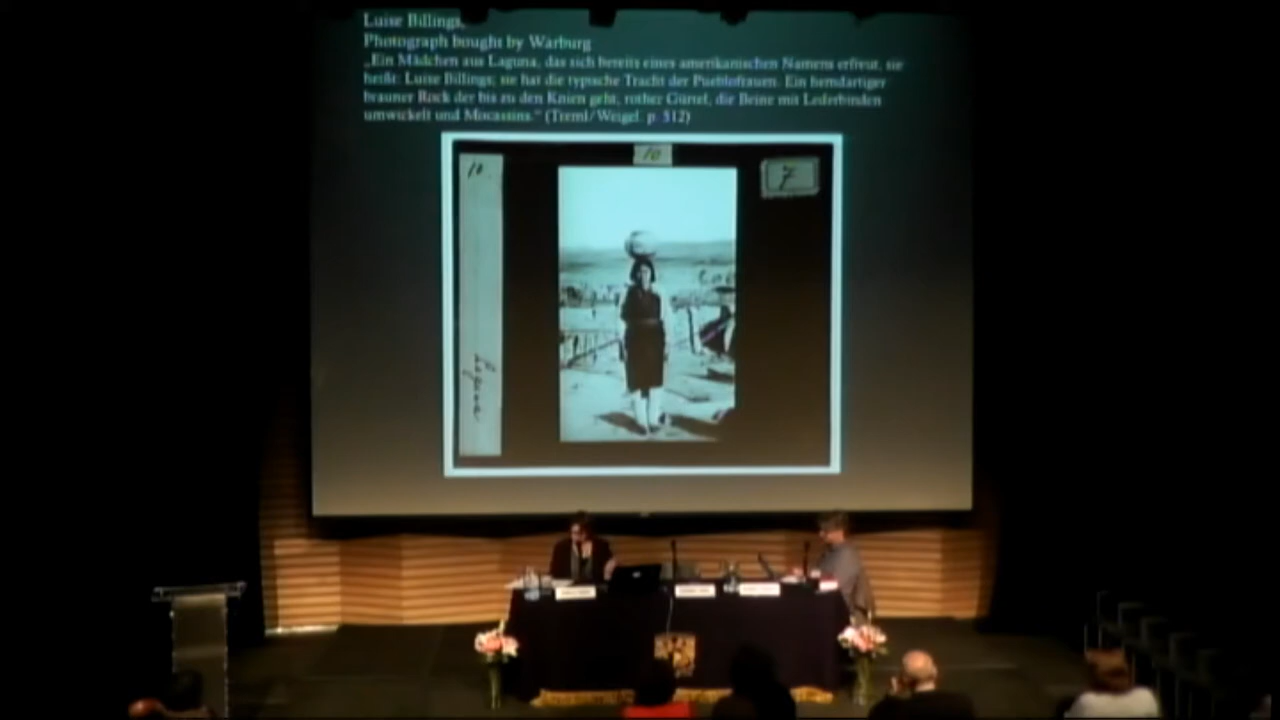 Luise Billings,
Photograph bought by Warburg
„Ein Mädchen aus Laguna, das sich bereits eines amerikanischen Namens erfreut, sie
heißt: Luise Billings; sie hat die typische Tracht der Pueblofrauen. Ein hemdartiger
brauner Rock der bis zu den Knien geht, rother Gürtel, die Beine mit Lederbinden
umwickelt und Mocassins." (Treml/Weigel. p. 512)
10
10
7
Laguna